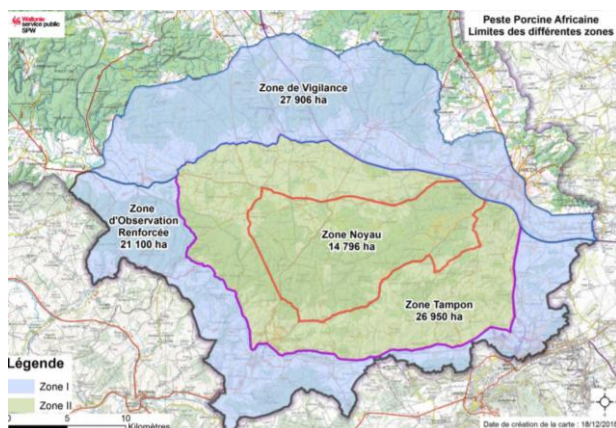 Wallonie
service public
SPW
Peste Porcine Africaine
Limites des différentes zones
Zone de Vigilance
27 906 ha
Zone
d'Observation
Renforcée
21 100 ha
Zone Noyau
14 796 ha
Zone Tampon
26 950 ha
Légende
Zone I
Zone II
0 5 10
Kilomètres
Date de création de la carte : 18/12/201